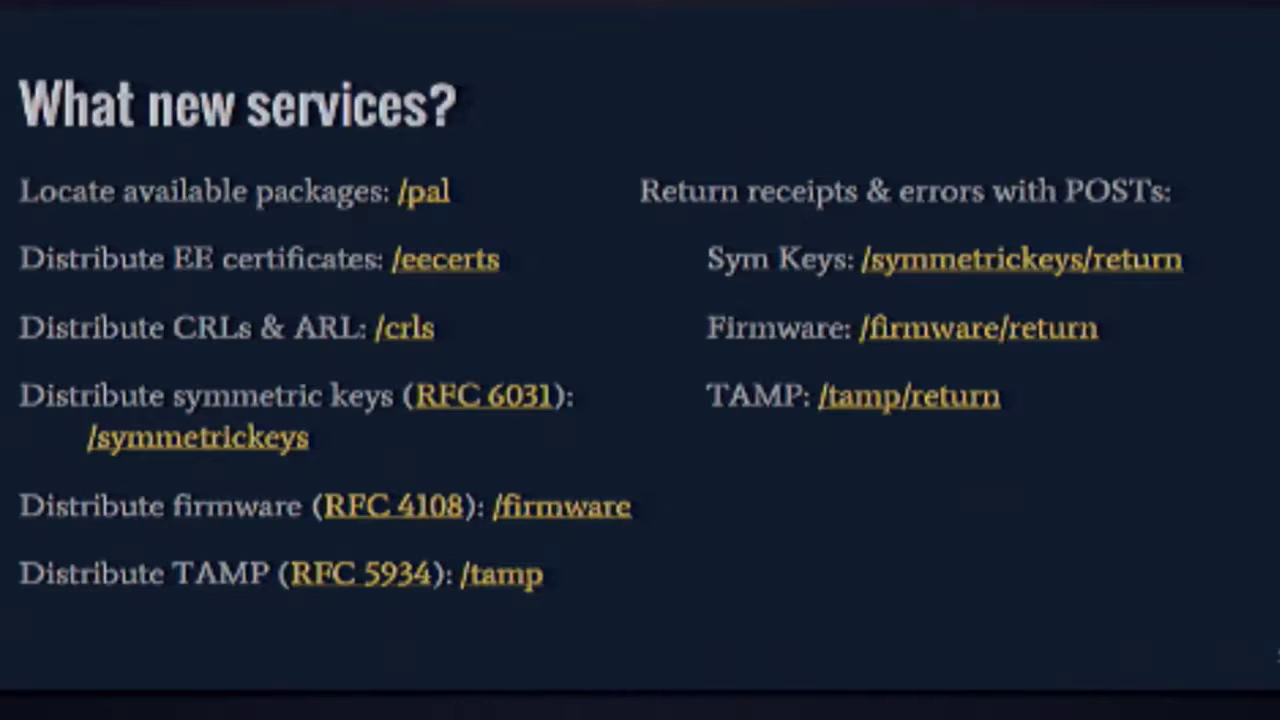 What new services?
Locate available packages: /pal
Distribute EE certificates: /eecerts
Distribute CRLs & ARL: /crls
Distribute symmetric keys (RFC 6031):
/symmetrickeys
Distribute firmware (RFC 4108): /firmware
Distribute TAMP (RFC 5934): /tamp
Return receipts & errors with POSTs:
Sym Keys: /symmetrickeys/return
Firmware: /firmware/return
TAMP: /tamp/return